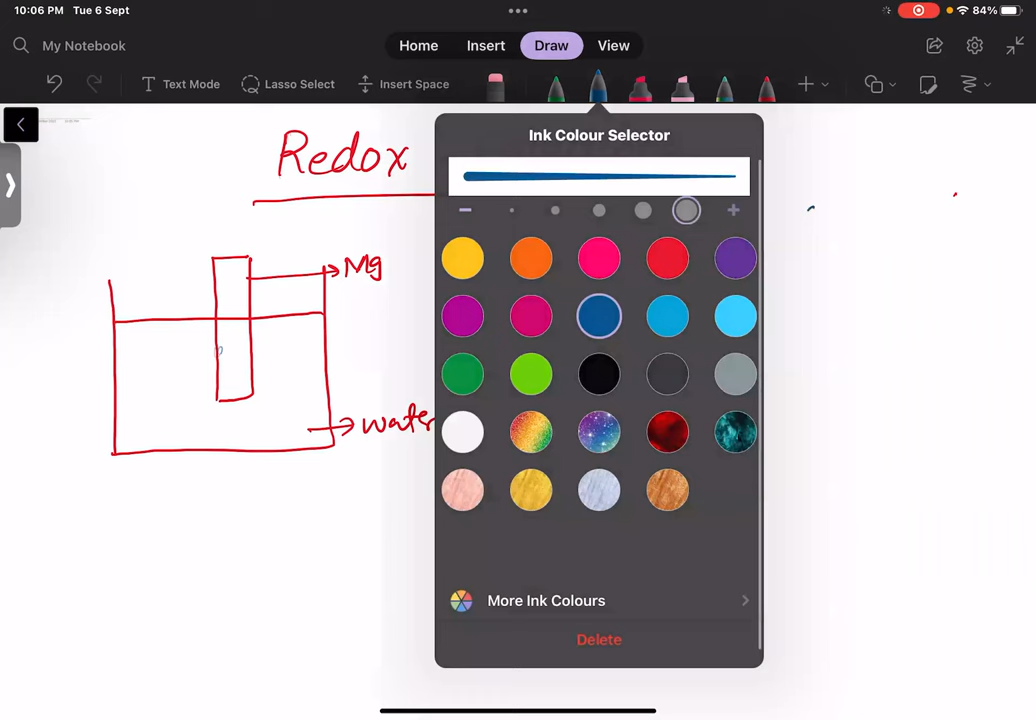 10:06 PM Tue 6 Sept
84%
My Notebook
Home Insert Draw View
Text Mode Lasso Select Insert Space
Redox
Ink Colour Selector
Mg
water
More Ink Colours
Delete